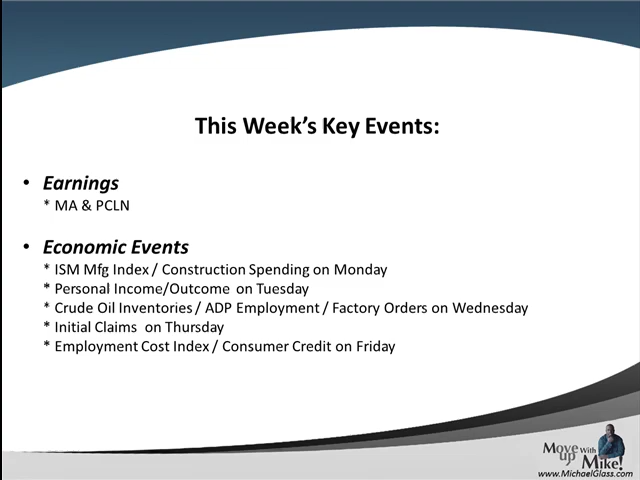 This Week's Key Events:
• Earnings
* MA & PCLN
• Economic Events
* ISM Mfg Index / Construction Spending on Monday
* Personal Income/Outcome on Tuesday
* Crude Oil Inventories / ADP Employment / Factory Orders on Wednesday
* Initial Claims on Thursday
* Employment Cost Index / Consumer Credit on Friday
Move up With Mike!
www.MichaelGlass.com